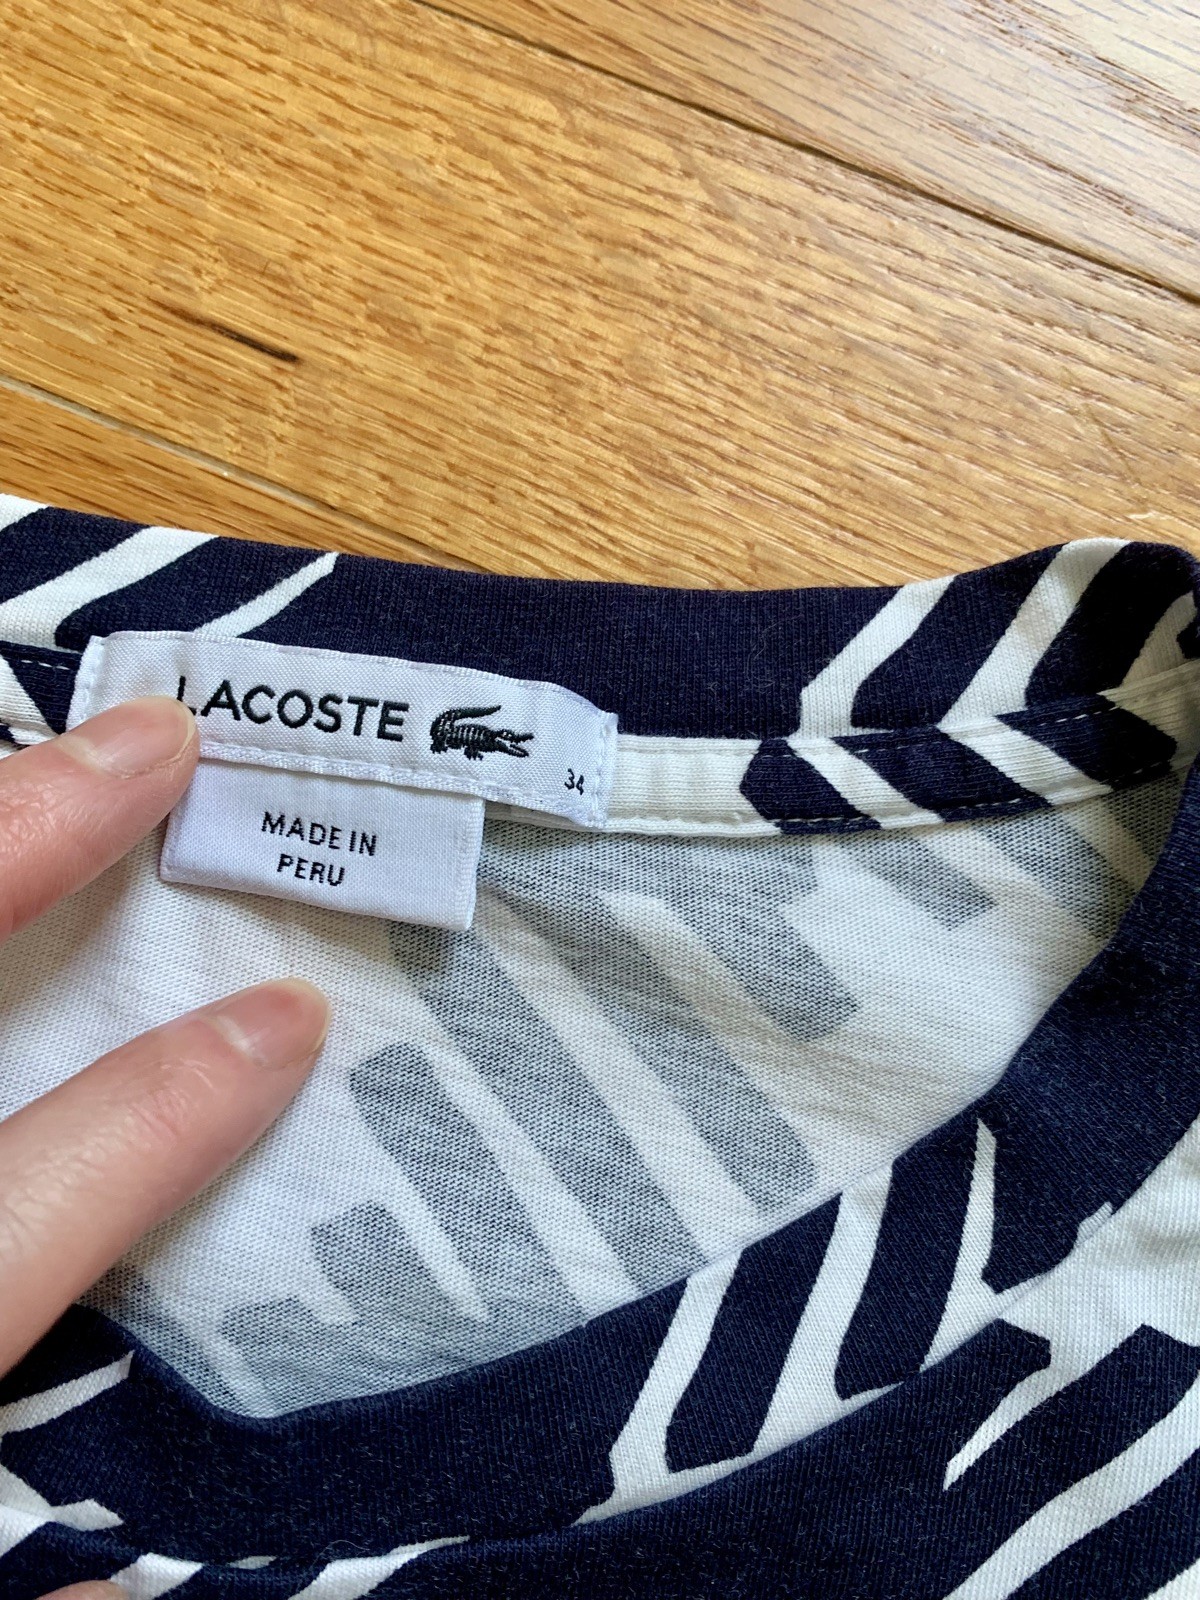 LACOSTE
34
MADE IN
PERU